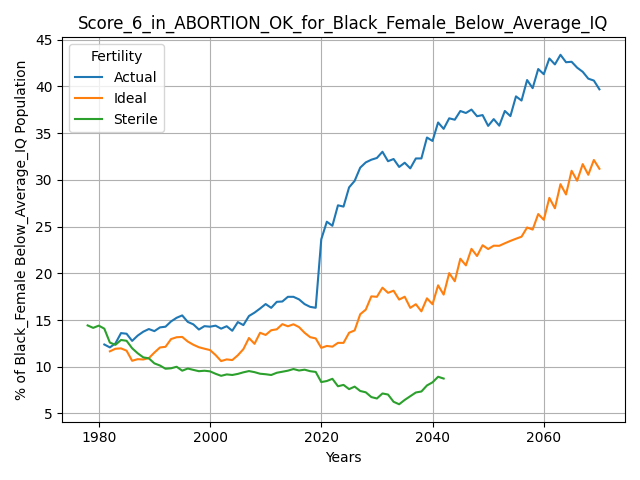 Score_6_in_ABORTION_OK_for_Black_Female_Below_Average_IQ
% of Black_Female Below_Average_IQ Population
45
40
35
30
25
20
15
10
5
Fertility
Actual
Ideal
Sterile
1980
2000
2020
2040
2060
Years